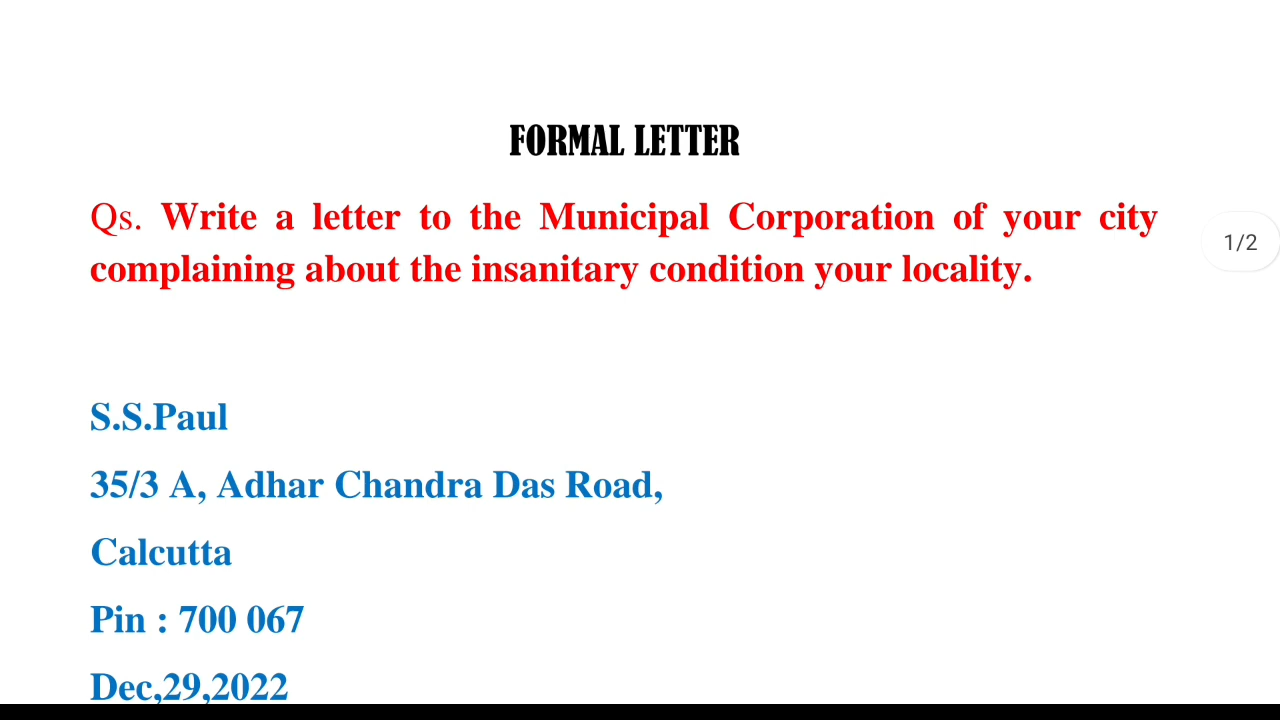 FORMAL LETTER
Qs. Write a letter to the Municipal Corporation of your city
complaining about the insanitary condition your locality.
1/2
S.S.Paul
35/3 A, Adhar Chandra Das Road,
Calcutta
Pin : 700 067
Dec,29,2022